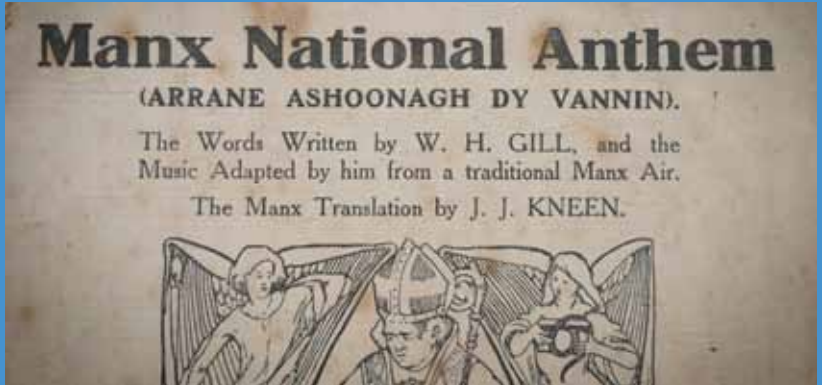 Manx National Anthem
(ARRANE ASHOONAGH DY VANNIN).
The Words Written by W. H. GILL, and the
Music Adapted by him from a traditional Manx Air.
The Manx Translation by J. J. KNEEN.